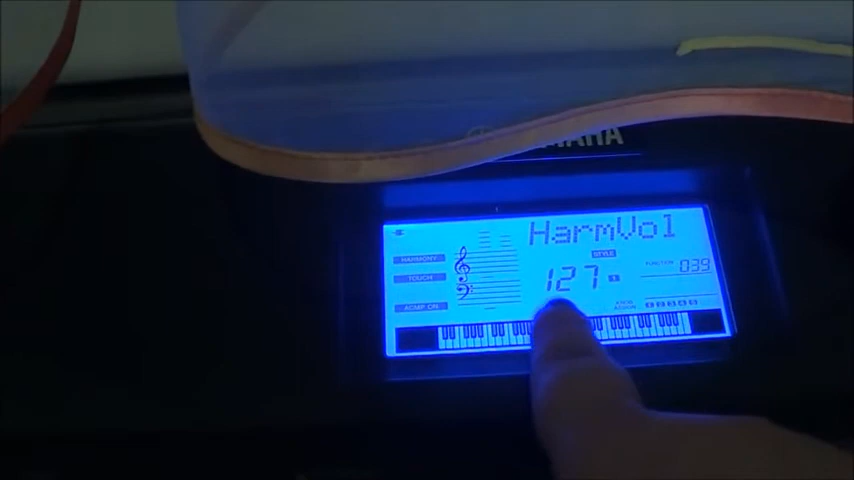 YAMAHA
HarmVol
HARMONY
STYLE
TOUCH
127
FUNCTION 039
ACMP ON